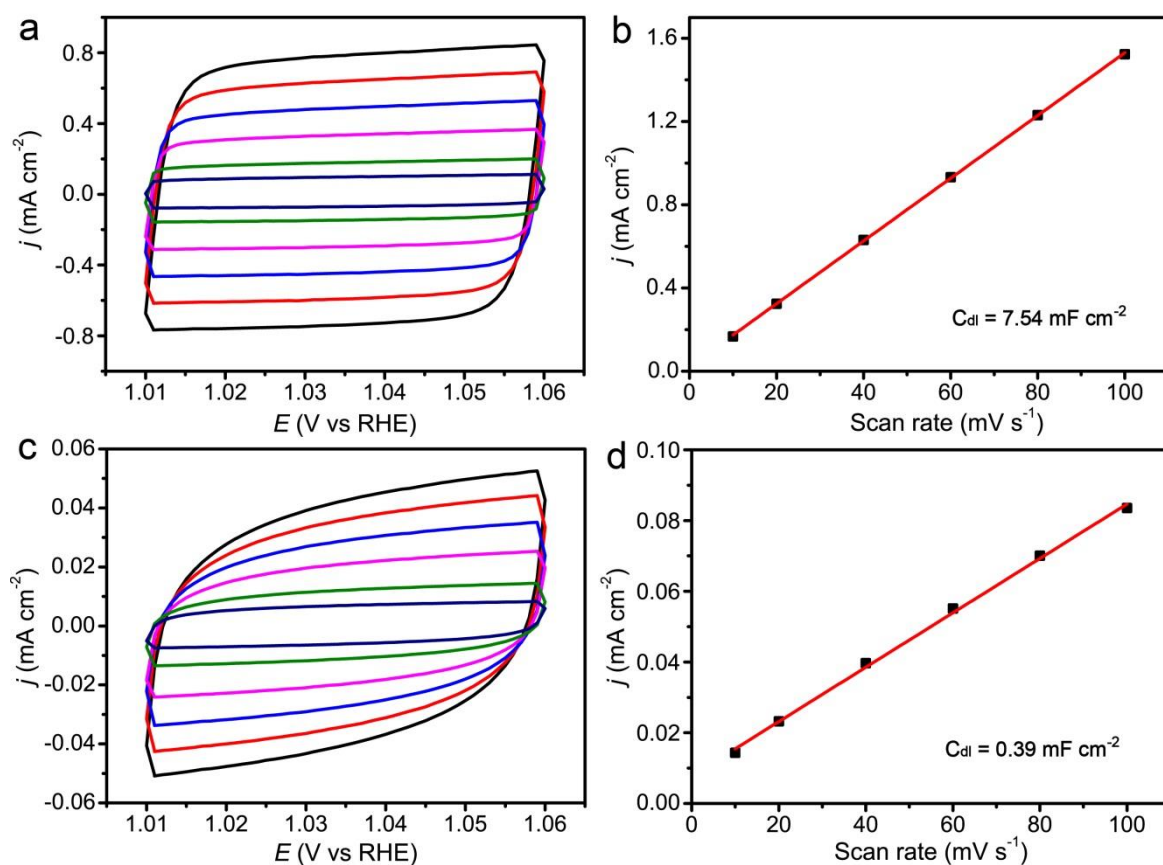 a
0.8
0.4
0.0
-0.4
-0.8
j (mA cm⁻²)
1.01 1.02 1.03 1.04 1.05 1.06
E (V vs RHE)
b
1.6
1.2
0.8
0.4
0.0
j (mA cm⁻²)
Cdl = 7.54 mF cm⁻²
0 20 40 60 80 100
Scan rate (mV s⁻¹)
c
0.06
0.04
0.02
0.00
-0.02
-0.04
-0.06
j (mA cm⁻²)
1.01 1.02 1.03 1.04 1.05 1.06
E (V vs RHE)
d
0.10
0.08
0.06
0.04
0.02
0.00
j (mA cm⁻²)
Cdl = 0.39 mF cm⁻²
0 20 40 60 80 100
Scan rate (mV s⁻¹)